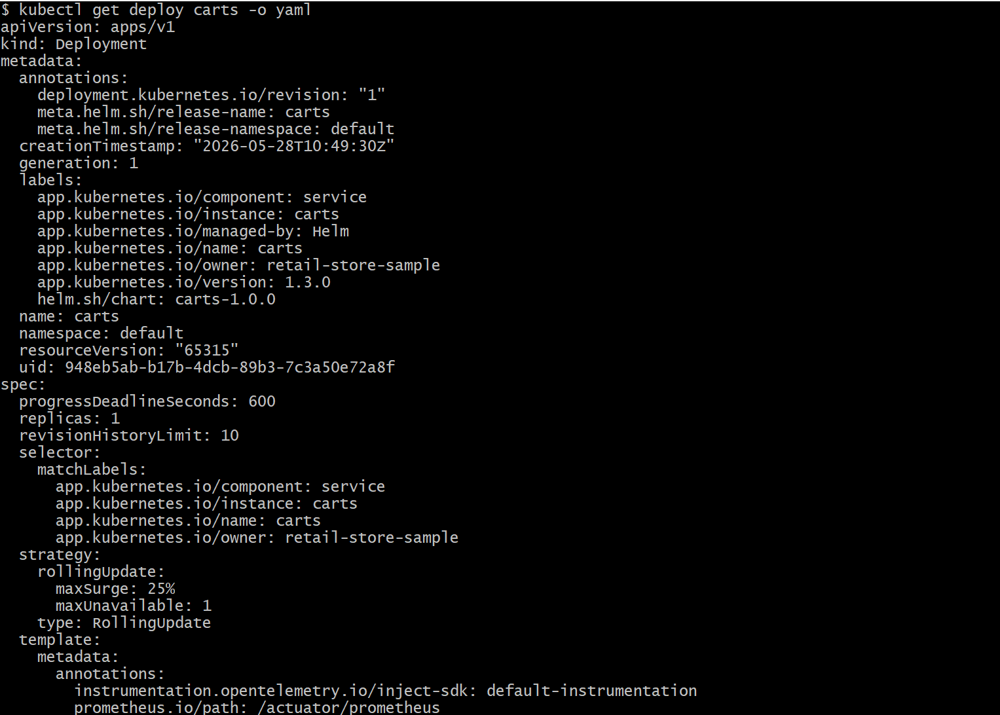 $ kubectl get deploy carts -o yaml
apiVersion: apps/v1
kind: Deployment
metadata:
  annotations:
    deployment.kubernetes.io/revision: "1"
    meta.helm.sh/release-name: carts
    meta.helm.sh/release-namespace: default
  creationTimestamp: "2026-05-28T10:49:30Z"
  generation: 1
  labels:
    app.kubernetes.io/component: service
    app.kubernetes.io/instance: carts
    app.kubernetes.io/managed-by: Helm
    app.kubernetes.io/name: carts
    app.kubernetes.io/owner: retail-store-sample
    app.kubernetes.io/version: 1.3.0
    helm.sh/chart: carts-1.0.0
  name: carts
  namespace: default
  resourceVersion: "65315"
  uid: 948eb5ab-b17b-4dcb-89b3-7c3a50e72a8f
spec:
  progressDeadlineSeconds: 600
  replicas: 1
  revisionHistoryLimit: 10
  selector:
    matchLabels:
      app.kubernetes.io/component: service
      app.kubernetes.io/instance: carts
      app.kubernetes.io/name: carts
      app.kubernetes.io/owner: retail-store-sample
  strategy:
    rollingUpdate:
      maxSurge: 25%
      maxUnavailable: 1
    type: RollingUpdate
  template:
    metadata:
      annotations:
        instrumentation.opentelemetry.io/inject-sdk: default-instrumentation
        prometheus.io/path: /actuator/prometheus